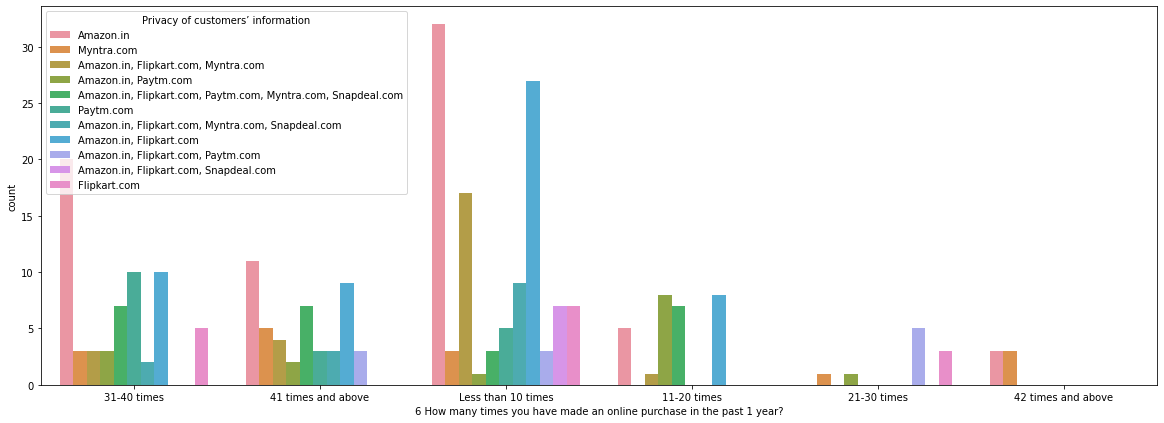 Privacy of customers’ information
Amazon.in
Myntra.com
Amazon.in, Flipkart.com, Myntra.com
Amazon.in, Paytm.com
Amazon.in, Flipkart.com, Paytm.com, Myntra.com, Snapdeal.com
Paytm.com
Amazon.in, Flipkart.com, Myntra.com, Snapdeal.com
Amazon.in, Flipkart.com
Amazon.in, Flipkart.com, Paytm.com
Amazon.in, Flipkart.com, Snapdeal.com
Flipkart.com
30
25
20
15
10
5
0
count
31-40 times 41 times and above Less than 10 times 11-20 times 21-30 times 42 times and above
6 How many times you have made an online purchase in the past 1 year?